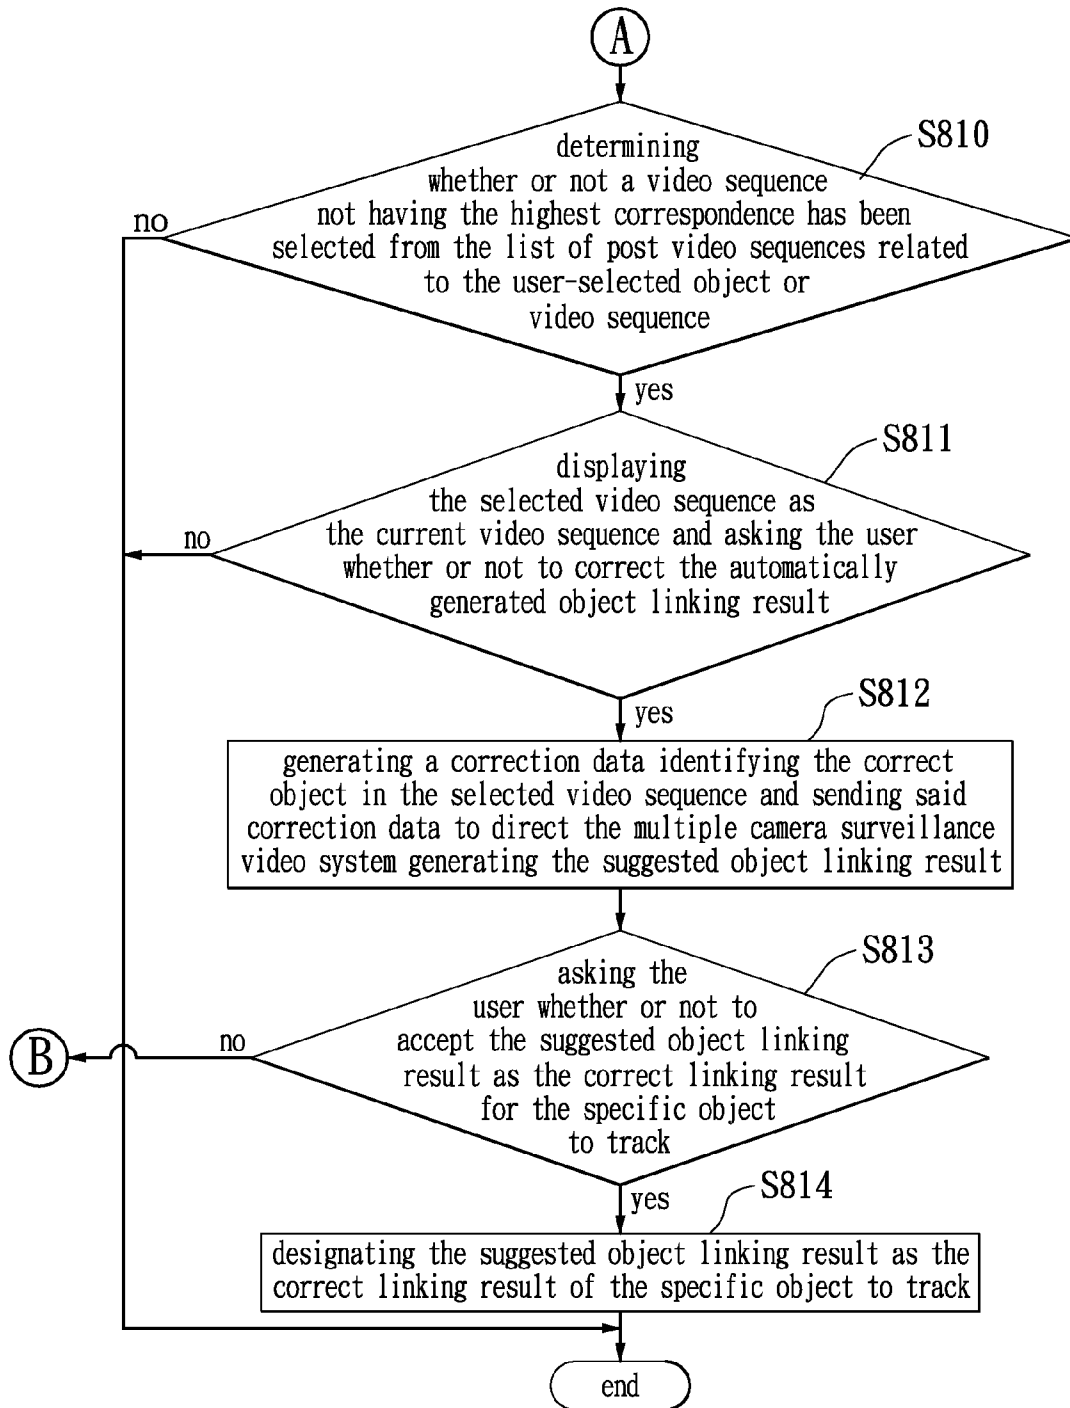 A
S810
determining
whether or not a video sequence
not having the highest correspondence has been
selected from the list of post video sequences related
to the user-selected object or
video sequence
no
yes
S811
displaying
the selected video sequence as
the current video sequence and asking the user
whether or not to correct the automatically
generated object linking result
no
yes
S812
generating a correction data identifying the correct
object in the selected video sequence and sending said
correction data to direct the multiple camera surveillance
video system generating the suggested object linking result
S813
asking the
user whether or not to
accept the suggested object linking
result as the correct linking result
for the specific object
to track
no
B
yes
S814
designating the suggested object linking result as the
correct linking result of the specific object to track
end